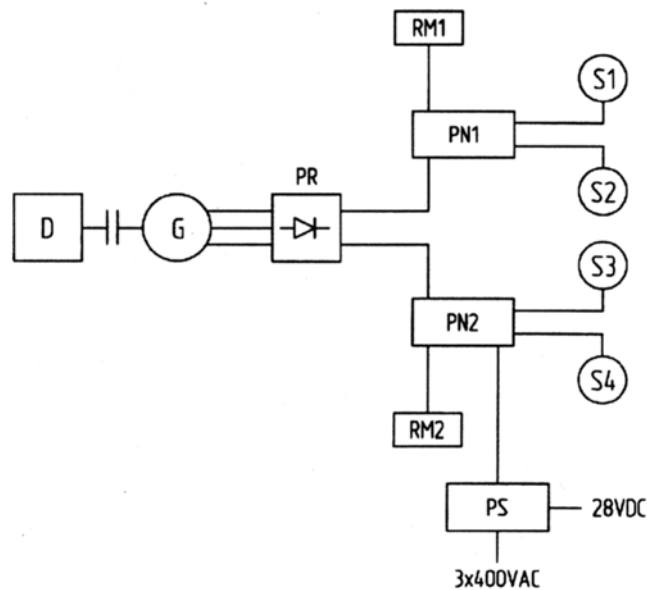 RM1
S1
PN1
PR
S2
D
G
S3
PN2
S4
RM2
PS
28VDC
3x400VAC